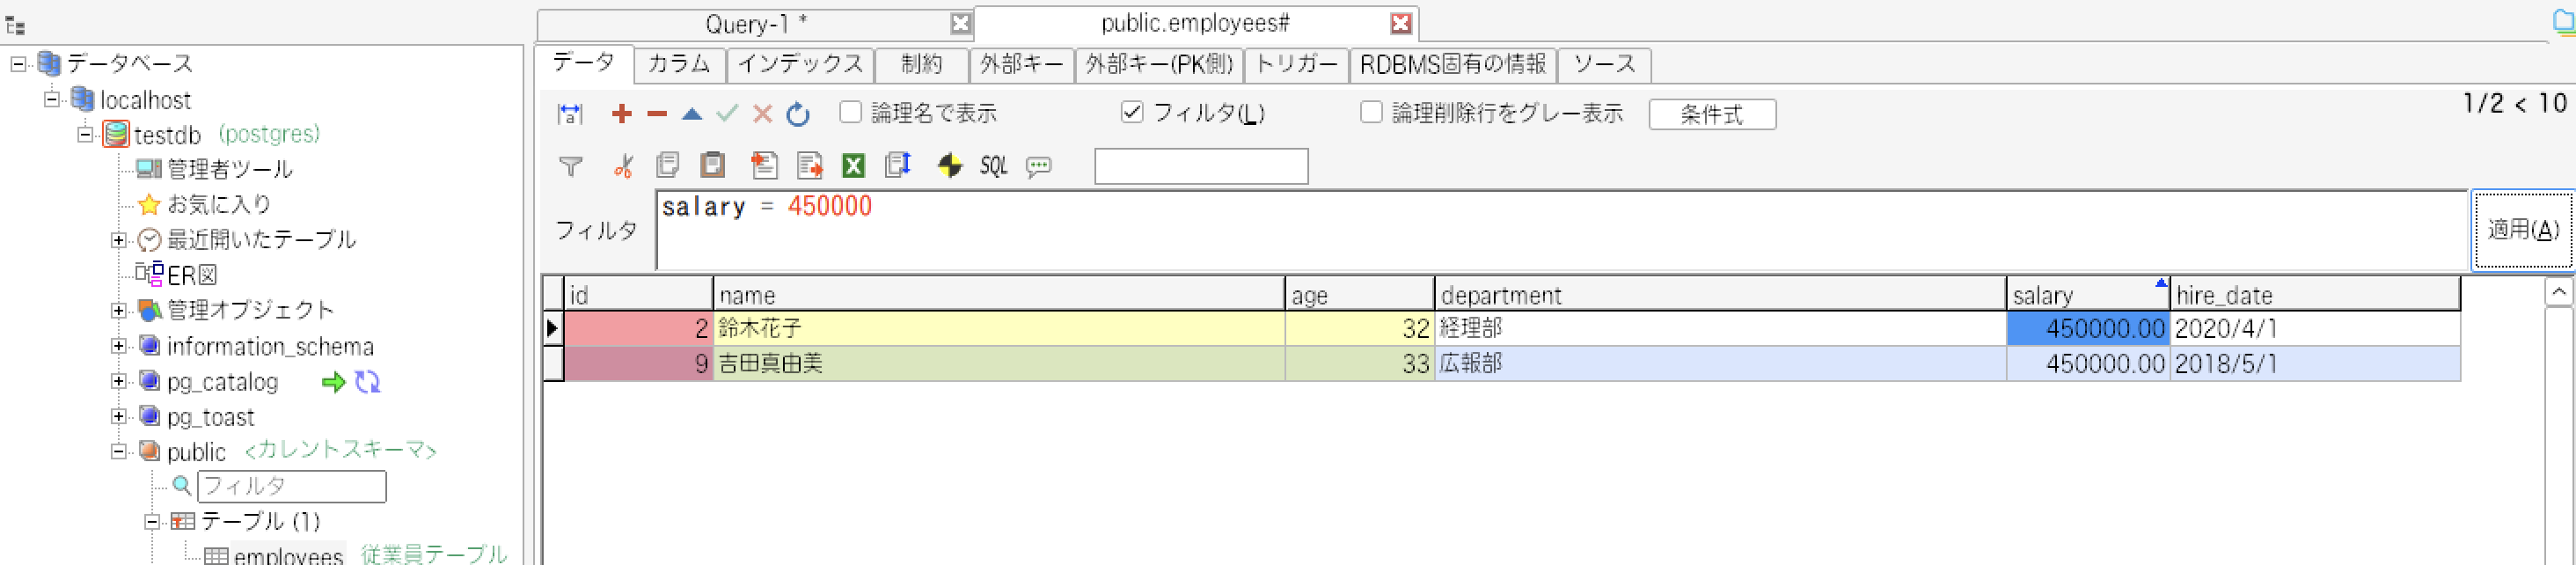 Query-1 *
public.employees#
データベース
localhost
testdb (postgres)
管理者ツール
お気に入り
最近開いたテーブル
ER図
管理オブジェクト
information_schema
pg_catalog
pg_toast
public <カレントスキーマ>
フィルタ
テーブル (1)
employees 従業員テーブル
データ カラム インデックス 制約 外部キー 外部キー(PK側) トリガー RDBMS固有の情報 ソース
a 論理名で表示 フィルタ(L) 論理削除行をグレー表示 条件式 1/2 < 10
SQL
フィルタ salary = 450000 適用(A)
id name age department salary hire_date
2 鈴木花子 32 経理部 450000.00 2020/4/1
9 吉田真由美 33 広報部 450000.00 2018/5/1